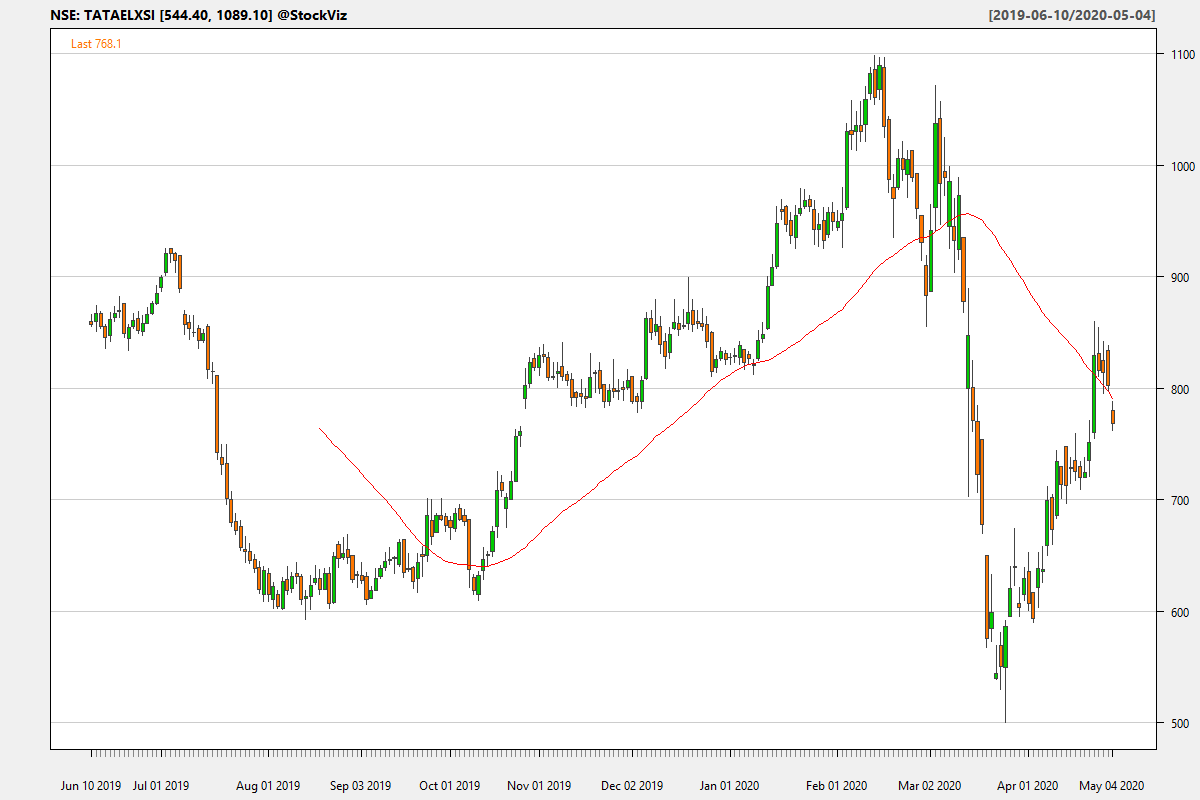 NSE: TATAELXSI [544.40, 1089.10] @StockViz
[2019-06-10/2020-05-04]
Last 768.1
1100
1000
900
800
700
600
500
Jun 10 2019 Jul 01 2019 Aug 01 2019 Sep 03 2019 Oct 01 2019 Nov 01 2019 Dec 02 2019 Jan 01 2020 Feb 01 2020 Mar 02 2020 Apr 01 2020 May 04 2020